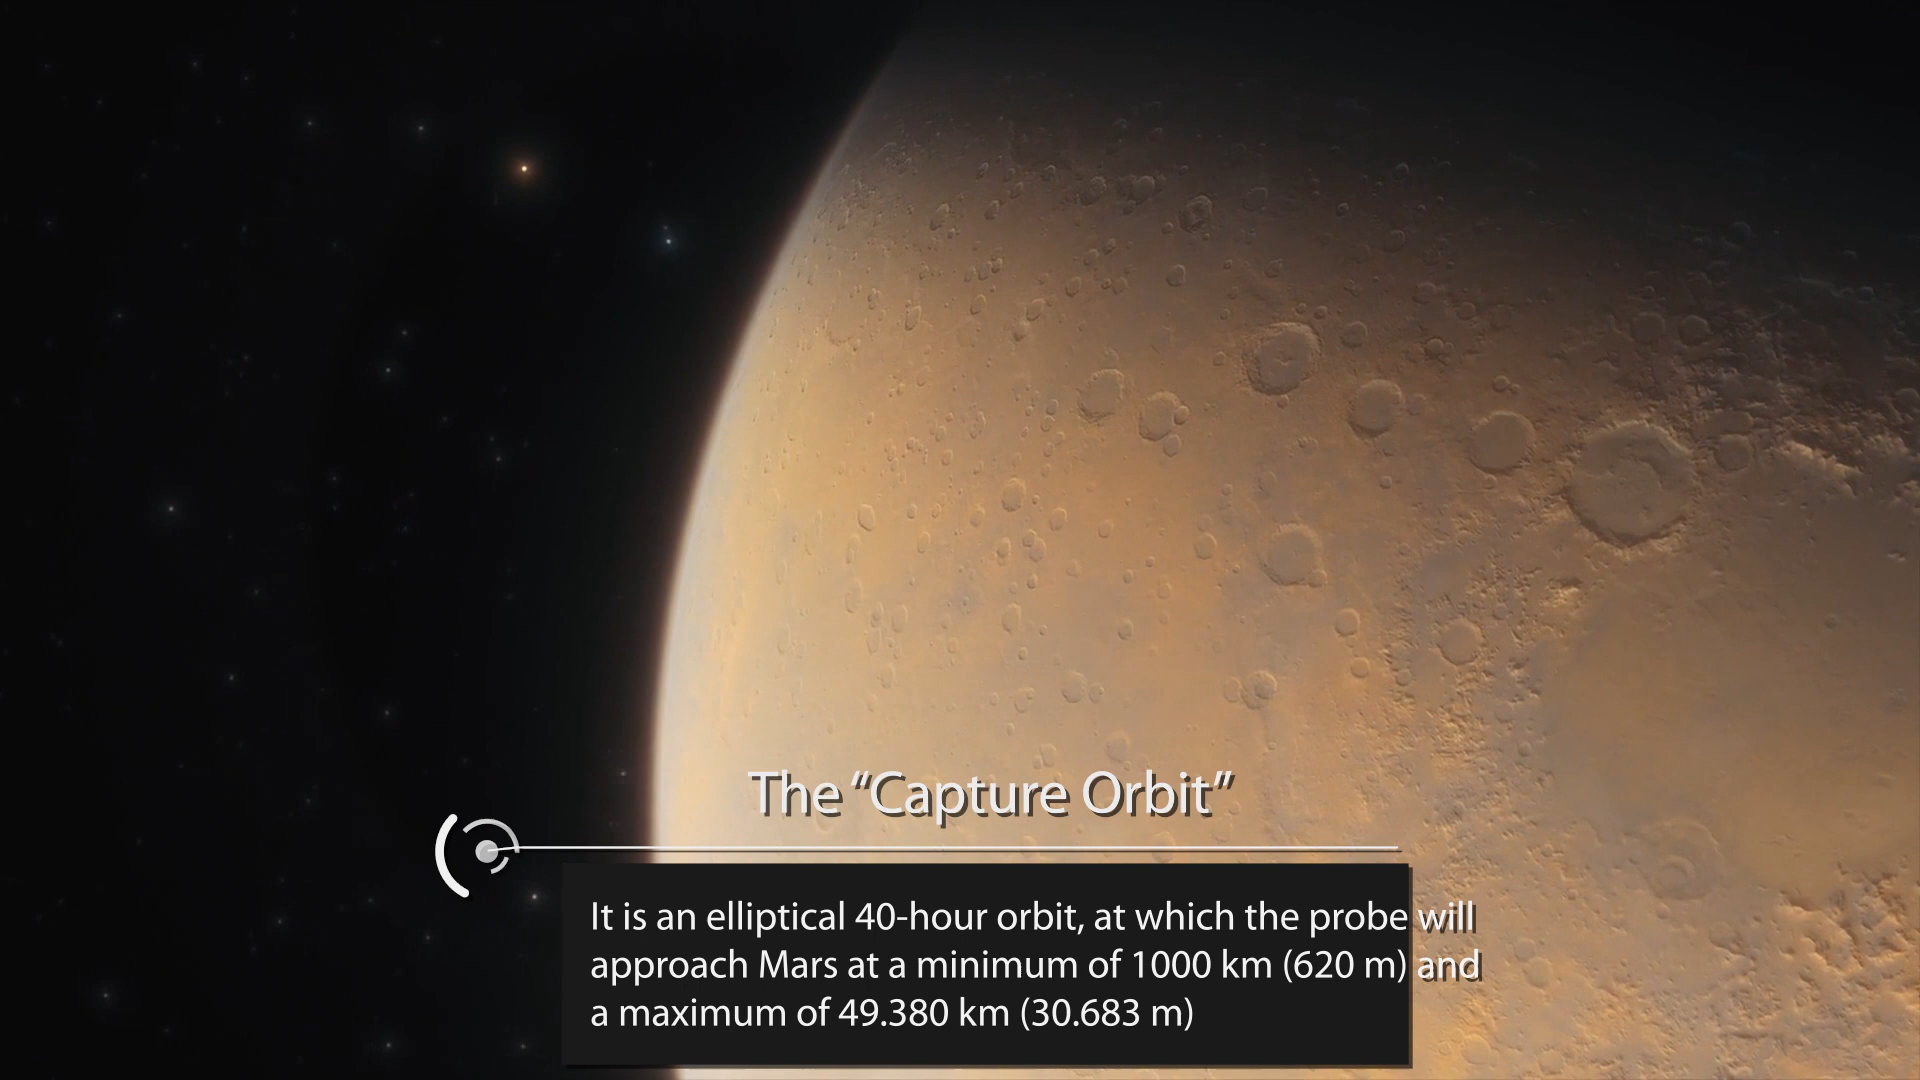 The “Capture Orbit”
It is an elliptical 40-hour orbit, at which the probe will
approach Mars at a minimum of 1000 km (620 m) and
a maximum of 49.380 km (30.683 m)